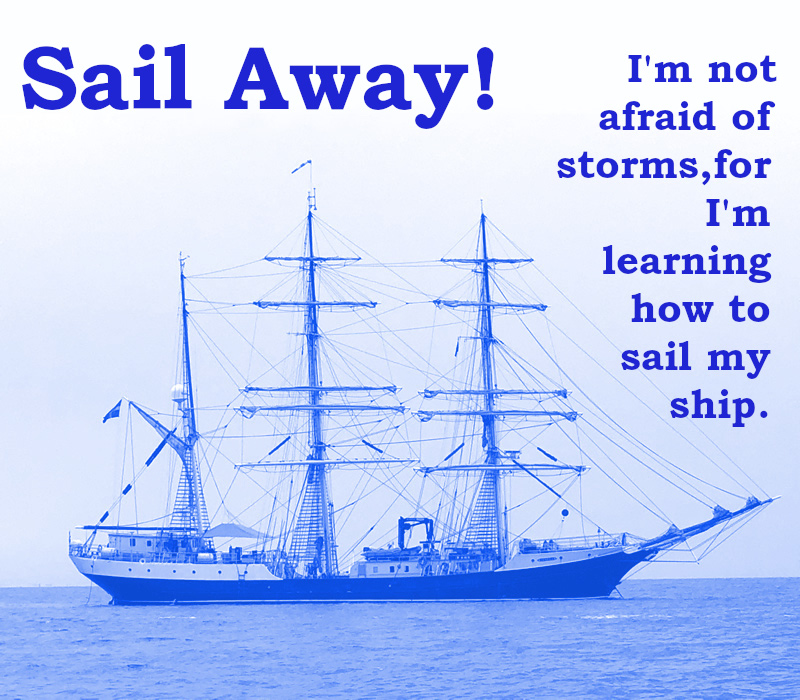 Sail Away!
I'm not
afraid of
storms,for
I'm
learning
how to
sail my
ship.